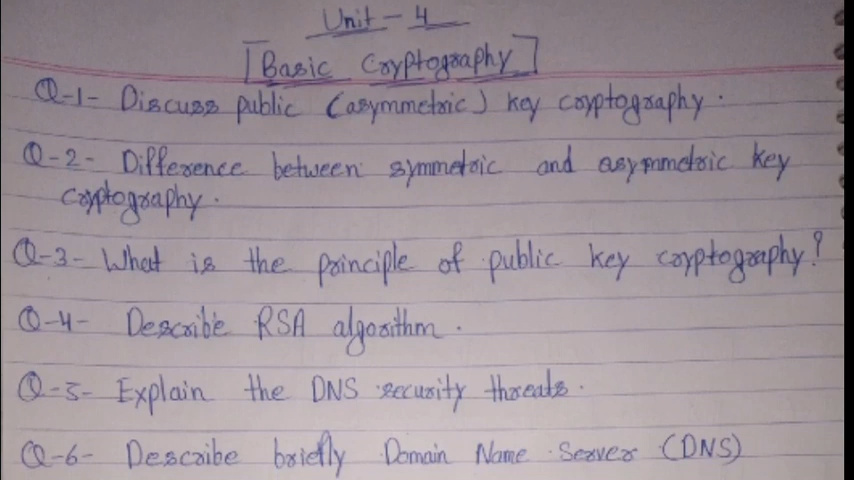 Unit - 4
[Basic Cryptography]
Q-1- Discuss public (asymmetric) key cryptography.
Q-2- Difference between symmetric and asymmetric key
cryptography.
Q-3- What is the principle of public key cryptography?
Q-4- Describe RSA algorithm.
Q-5- Explain the DNS security threats.
Q-6- Describe briefly Domain Name Server (DNS)